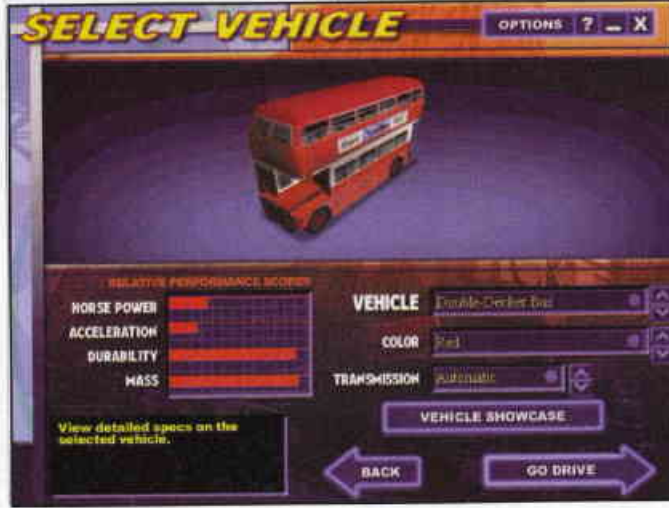 SELECT VEHICLE
OPTIONS ? _ X
RELATIVE PERFORMANCE SCORES
HORSE POWER
ACCELERATION
DURABILITY
MASS
VEHICLE Double-Decker Bus
COLOR Red
TRANSMISSION Automatic
VEHICLE SHOWCASE
View detailed specs on the
selected vehicle.
BACK
GO DRIVE